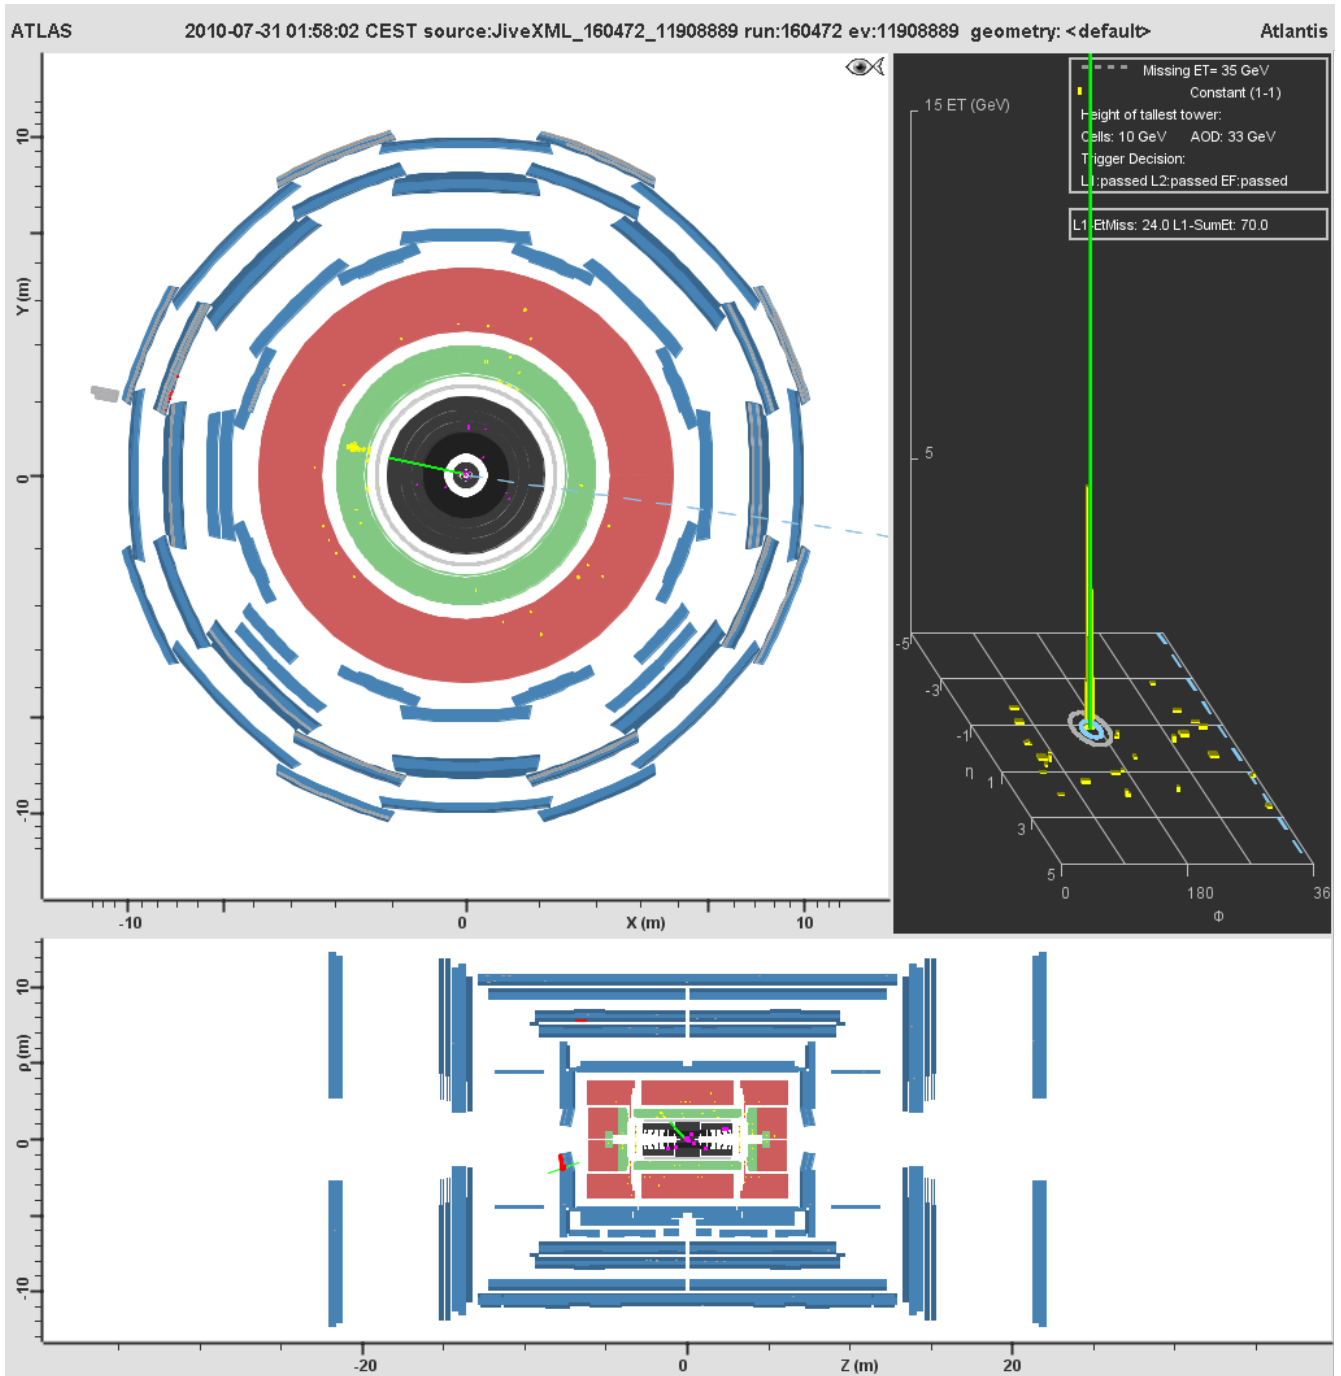 ATLAS 2010-07-31 01:58:02 CEST source:JiveXML_160472_11908889 run:160472 ev:11908889 geometry: <default> Atlantis
Missing ET= 35 GeV
Constant (1-1)
Height of tallest tower:
Cells: 10 GeV AOD: 33 GeV
Trigger Decision:
L1:passed L2:passed EF:passed
L1-EtMiss: 24.0 L1-SumEt: 70.0
15 ET (GeV)
5
-5
-3
-1
η
1
3
5
0 180 36
Φ
10
Y (m)
0
-10
-10 0 X (m) 10
10
ρ (m)
0
-10
-20 0 Z (m) 20